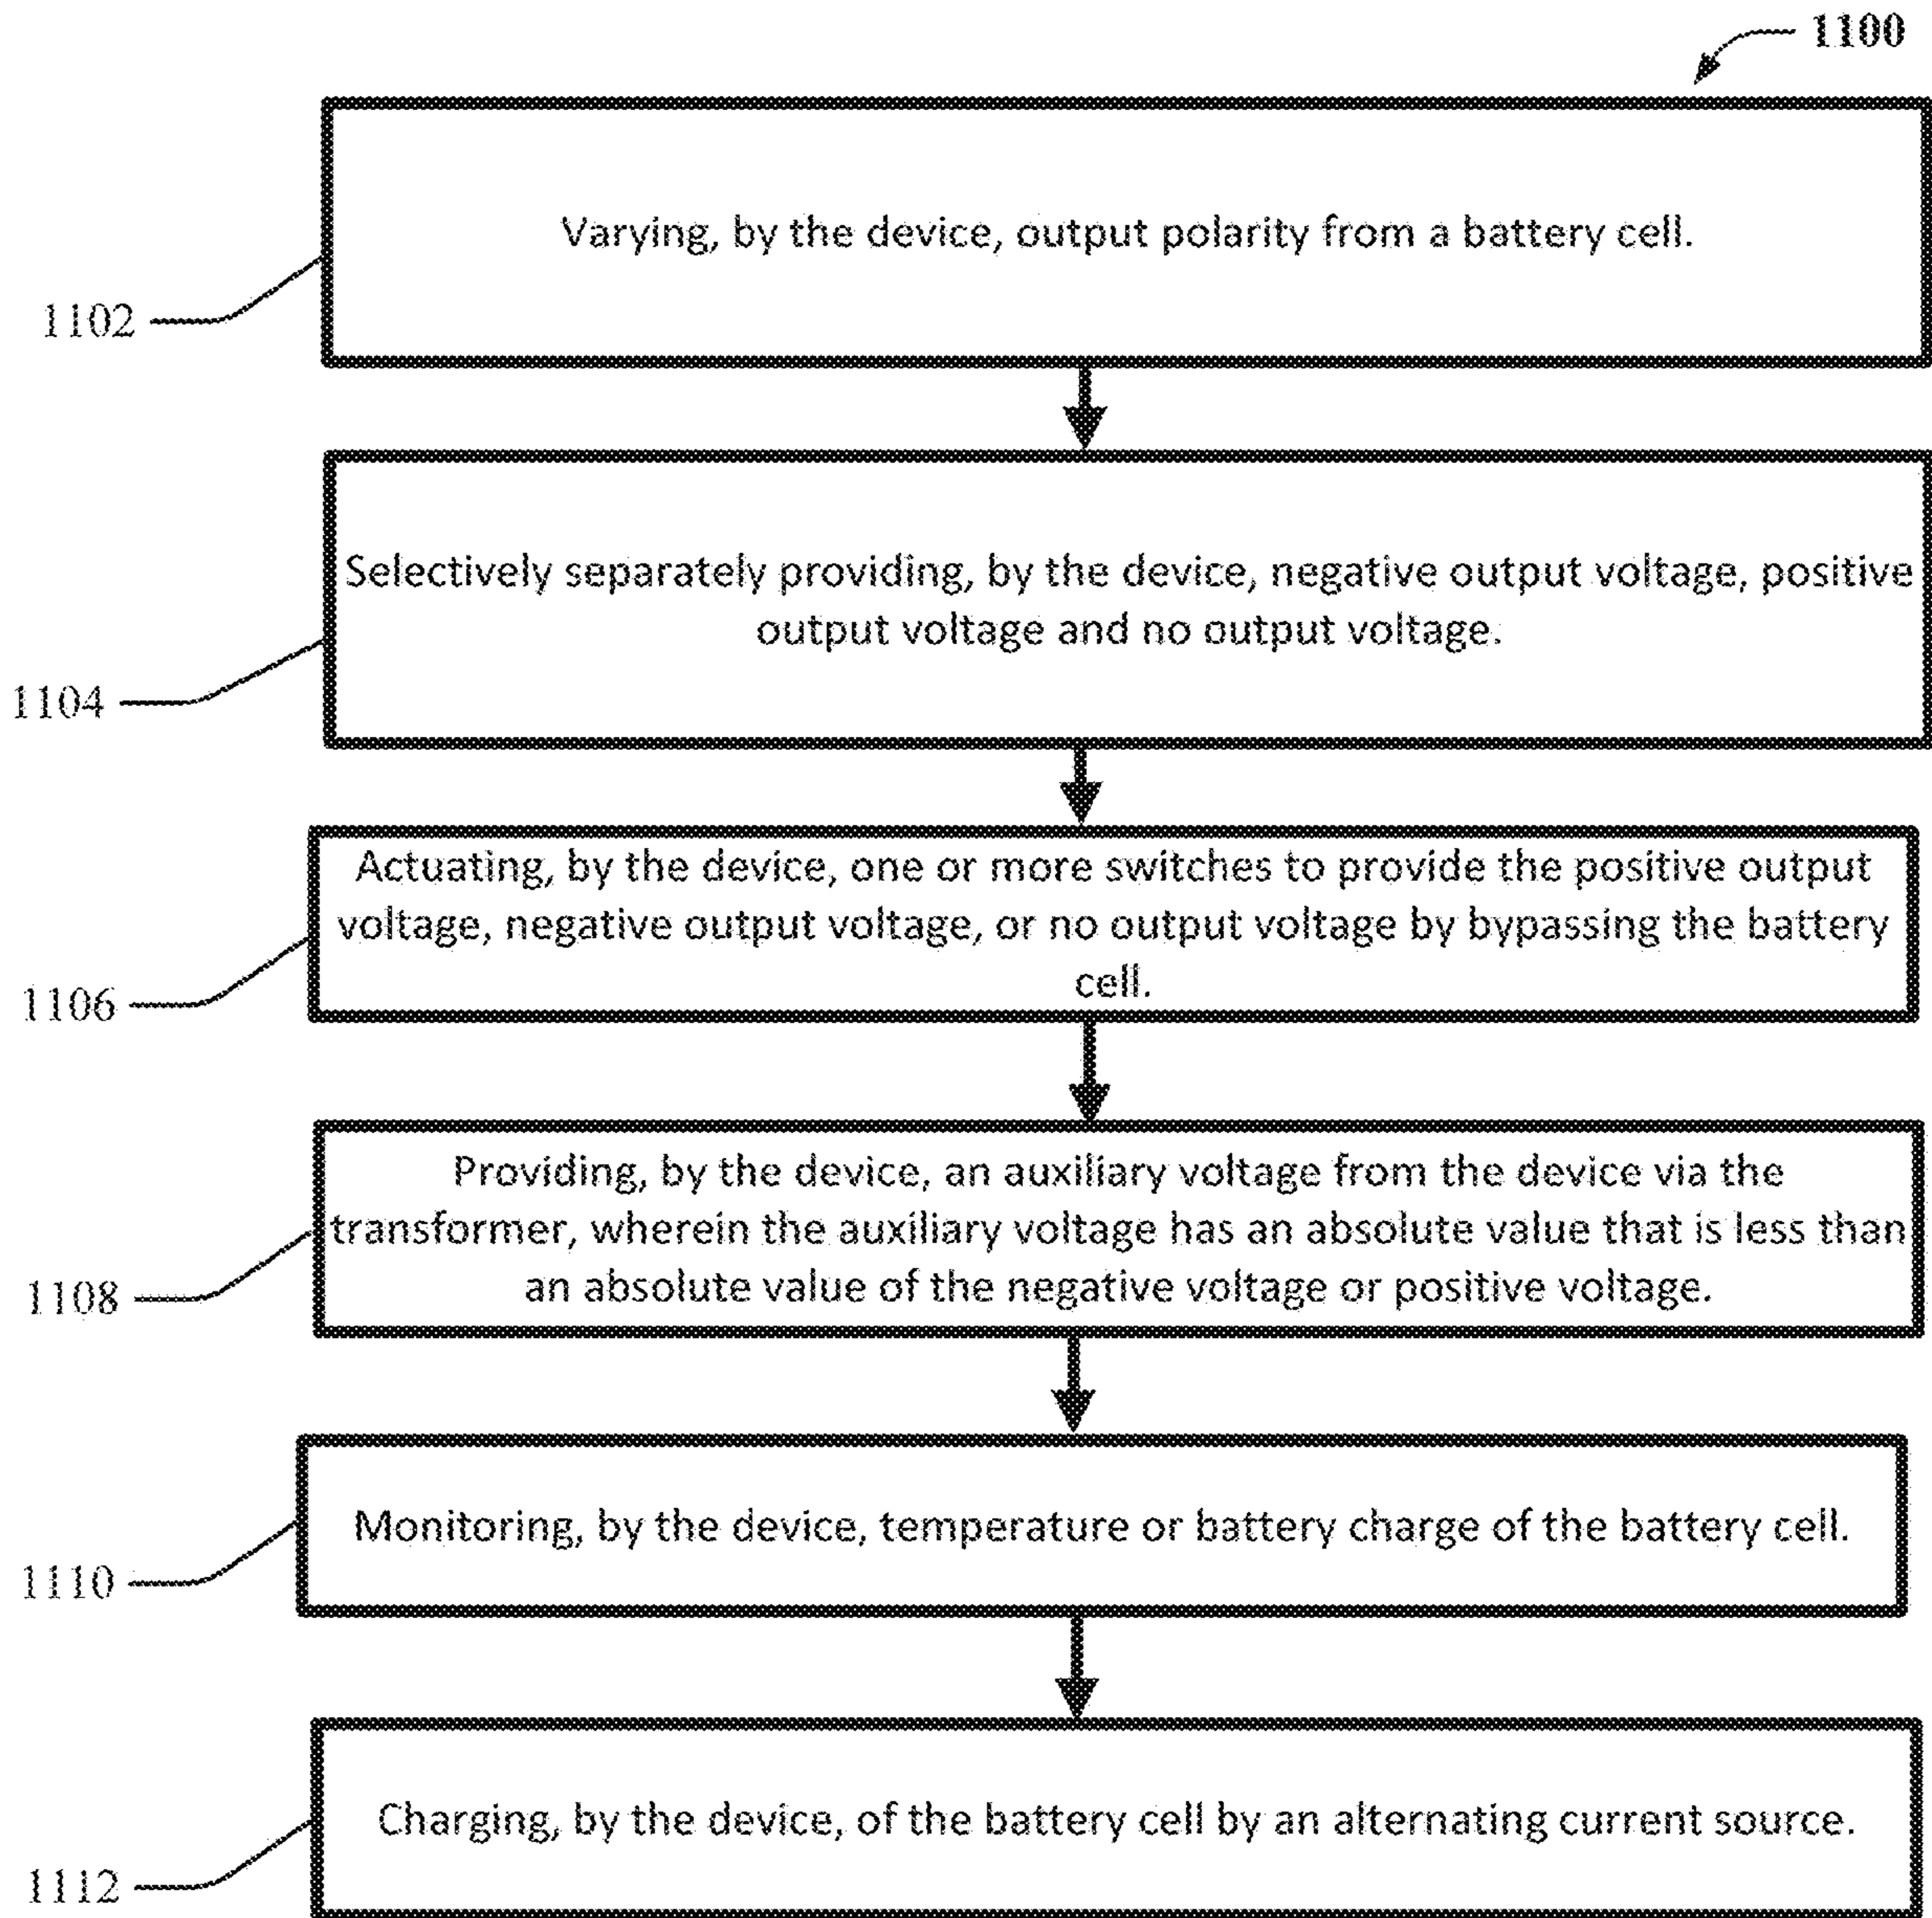 1100
Varying, by the device, output polarity from a battery cell.
1102
Selectively separately providing, by the device, negative output voltage, positive
output voltage and no output voltage.
1104
Actuating, by the device, one or more switches to provide the positive output
voltage, negative output voltage, or no output voltage by bypassing the battery
cell.
1106
Providing, by the device, an auxiliary voltage from the device via the
transformer, wherein the auxiliary voltage has an absolute value that is less than
an absolute value of the negative voltage or positive voltage.
1108
Monitoring, by the device, temperature or battery charge of the battery cell.
1110
Charging, by the device, of the battery cell by an alternating current source.
1112